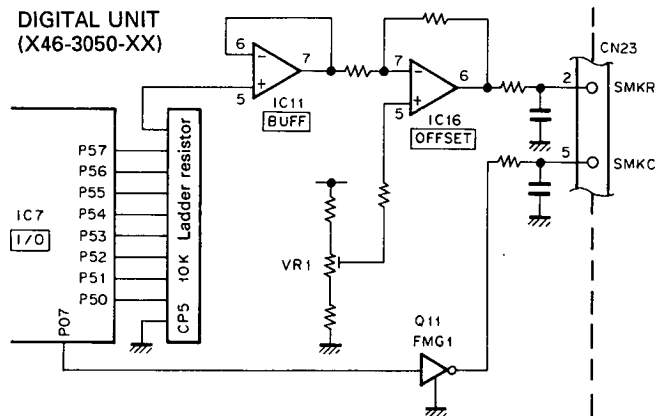 DIGITAL UNIT
(X46-3050-XX)
CN23
6
7
5
IC11
BUFF
7
6
5
IC16
OFFSET
2
SMKR
5
SMKC
IC7
I/O
P57
P56
P55
P54
P53
P52
P51
P50
P07
CP5 10K Ladder resistor
VR1
Q11
FMG1